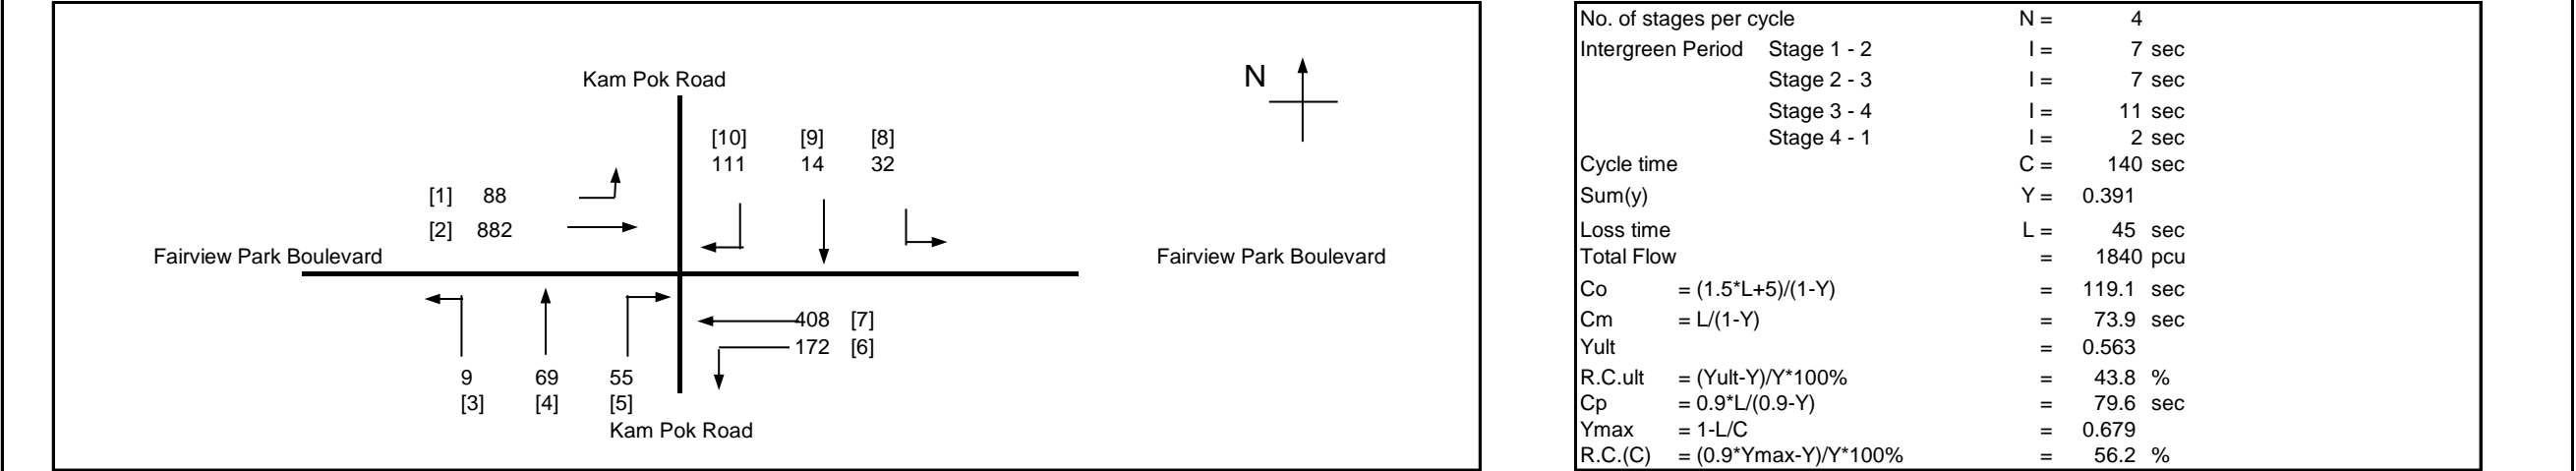 Kam Pok Road
N
[10] [9] [8]
111 14 32
[1] 88
[2] 882
Fairview Park Boulevard
Fairview Park Boulevard
408 [7]
172 [6]
9 69 55
[3] [4] [5]
Kam Pok Road
No. of stages per cycle N = 4
Intergreen Period Stage 1 - 2 I = 7 sec
Stage 2 - 3 I = 7 sec
Stage 3 - 4 I = 11 sec
Stage 4 - 1 I = 2 sec
Cycle time C = 140 sec
Sum(y) Y = 0.391
Loss time L = 45 sec
Total Flow = 1840 pcu
Co = (1.5*L+5)/(1-Y) = 119.1 sec
Cm = L/(1-Y) = 73.9 sec
Yult = 0.563
R.C.ult = (Yult-Y)/Y*100% = 43.8 %
Cp = 0.9*L/(0.9-Y) = 79.6 sec
Ymax = 1-L/C = 0.679
R.C.(C) = (0.9*Ymax-Y)/Y*100% = 56.2 %